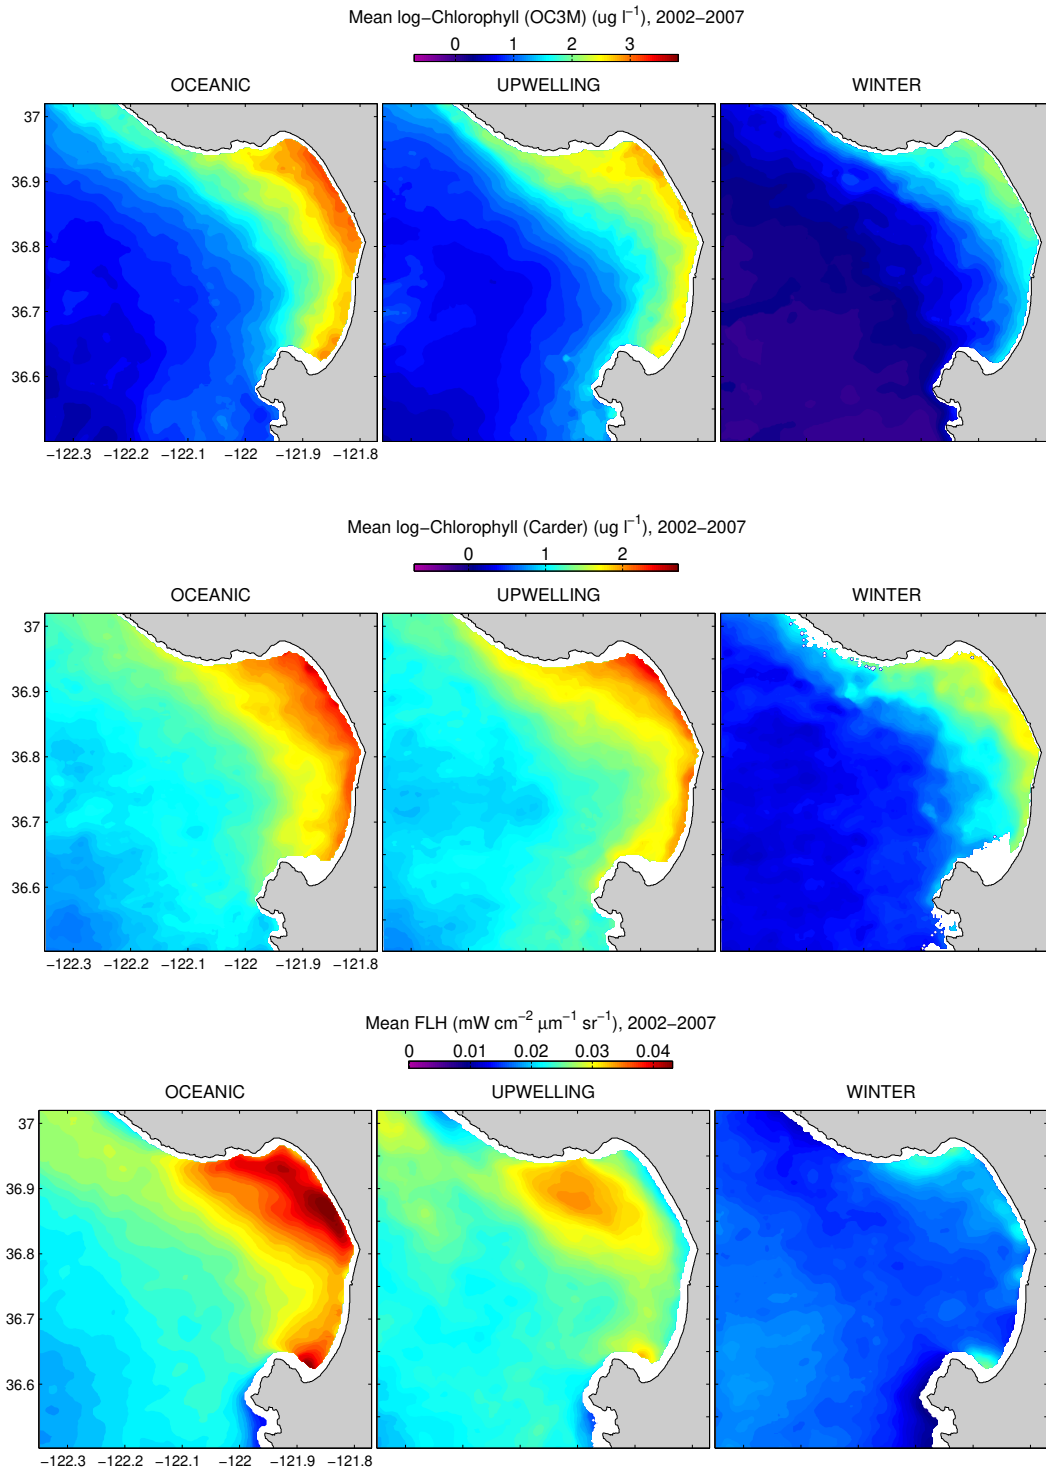 Mean log−Chlorophyll (OC3M) (ug l⁻¹), 2002−2007
0 1 2 3
OCEANIC UPWELLING WINTER
37
36.9
36.8
36.7
36.6
−122.3 −122.2 −122.1 −122 −121.9 −121.8
Mean log−Chlorophyll (Carder) (ug l⁻¹), 2002−2007
0 1 2
OCEANIC UPWELLING WINTER
37
36.9
36.8
36.7
36.6
−122.3 −122.2 −122.1 −122 −121.9 −121.8
Mean FLH (mW cm⁻² μm⁻¹ sr⁻¹), 2002−2007
0 0.01 0.02 0.03 0.04
OCEANIC UPWELLING WINTER
37
36.9
36.8
36.7
36.6
−122.3 −122.2 −122.1 −122 −121.9 −121.8